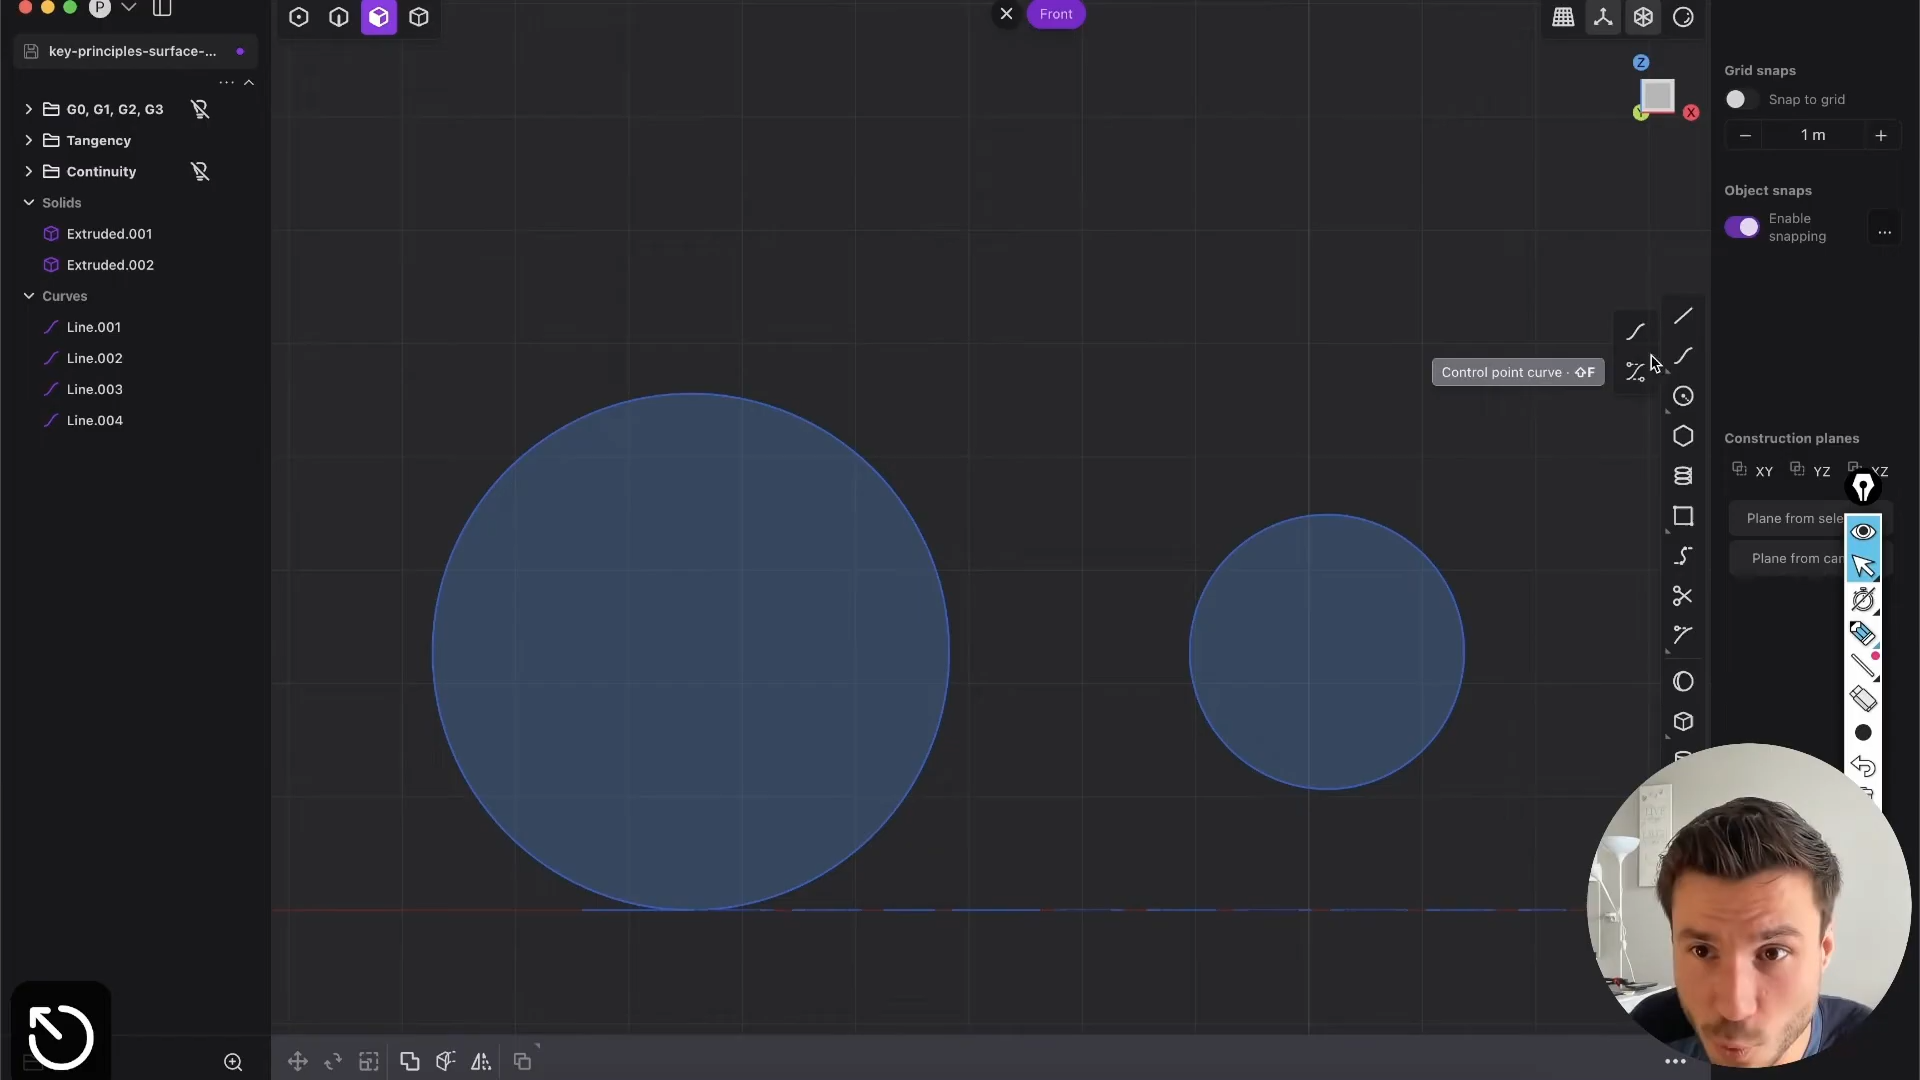 P
key-principles-surface-...
Front
G0, G1, G2, G3
Tangency
Continuity
Solids
Extruded.001
Extruded.002
Curves
Line.001
Line.002
Line.003
Line.004
Z
Y
X
Grid snaps
Snap to grid
1 m
Object snaps
Enable
snapping
...
Control point curve · ⇧F
Construction planes
XY
YZ
XZ
Plane from sele
Plane from can